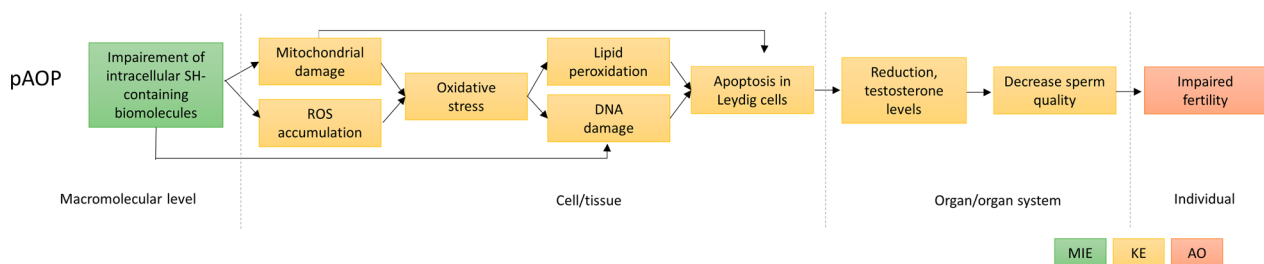 pAOP
Impairement of
intracellular SH-
containing
biomolecules
Mitochondrial
damage
ROS
accumulation
Oxidative
stress
Lipid
peroxidation
DNA
damage
Apoptosis in
Leydig cells
Reduction,
testosterone
levels
Decrease sperm
quality
Impaired
fertility
Macromolecular level
Cell/tissue
Organ/organ system
Individual
MIE
KE
AO